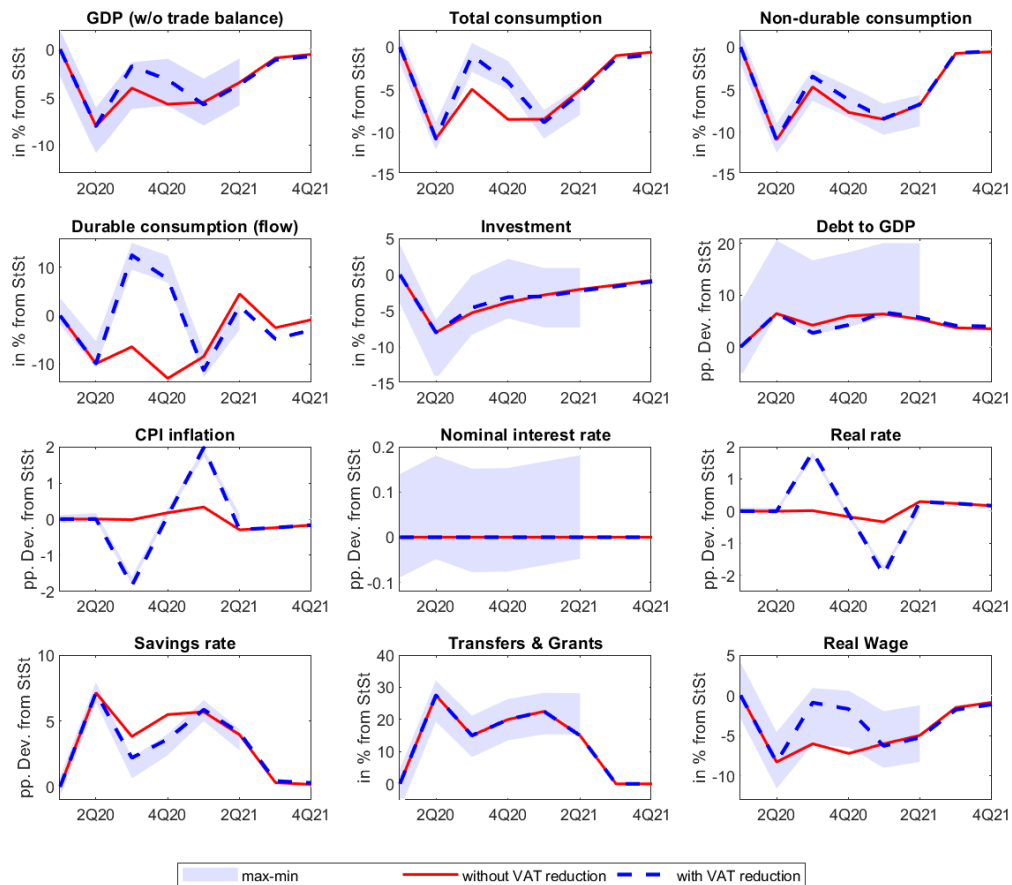 GDP (w/o trade balance)
in % from StSt
0
-5
-10
2Q20
4Q20
2Q21
4Q21
Total consumption
in % from StSt
0
-5
-10
-15
2Q20
4Q20
2Q21
4Q21
Non-durable consumption
in % from StSt
0
-5
-10
-15
2Q20
4Q20
2Q21
4Q21
Durable consumption (flow)
in % from StSt
10
0
-10
2Q20
4Q20
2Q21
4Q21
Investment
in % from StSt
5
0
-5
-10
-15
2Q20
4Q20
2Q21
4Q21
Debt to GDP
pp. Dev. from StSt
20
10
0
2Q20
4Q20
2Q21
4Q21
CPI inflation
pp. Dev. from StSt
2
1
0
-1
-2
2Q20
4Q20
2Q21
4Q21
Nominal interest rate
pp. Dev. from StSt
0.2
0.1
0
-0.1
2Q20
4Q20
2Q21
4Q21
Real rate
pp. Dev. from StSt
2
1
0
-1
-2
2Q20
4Q20
2Q21
4Q21
Savings rate
pp. Dev. from StSt
10
5
0
2Q20
4Q20
2Q21
4Q21
Transfers & Grants
in % from StSt
40
30
20
10
0
2Q20
4Q20
2Q21
4Q21
Real Wage
in % from StSt
5
0
-5
-10
2Q20
4Q20
2Q21
4Q21
max-min
without VAT reduction
with VAT reduction